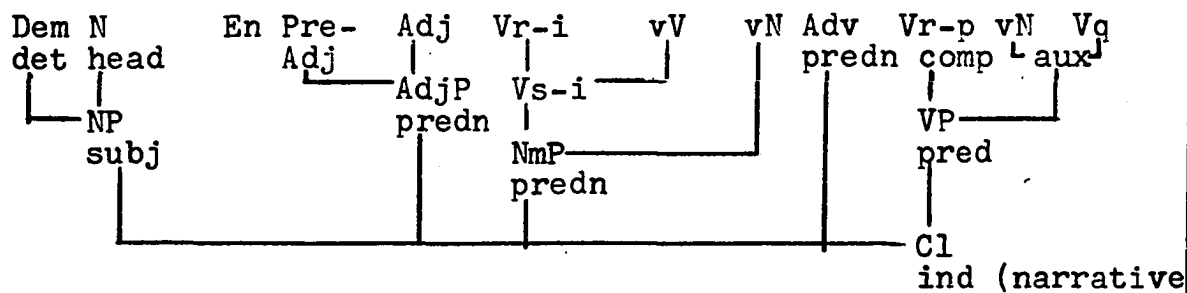 Dem N En Pre- Adj Vr-i vV vN Adv Vr-p vN Vq
det head Adj predn comp aux
AdjP Vs-i
NP predn VP
subj NmP pred
predn
Cl
ind (narrative